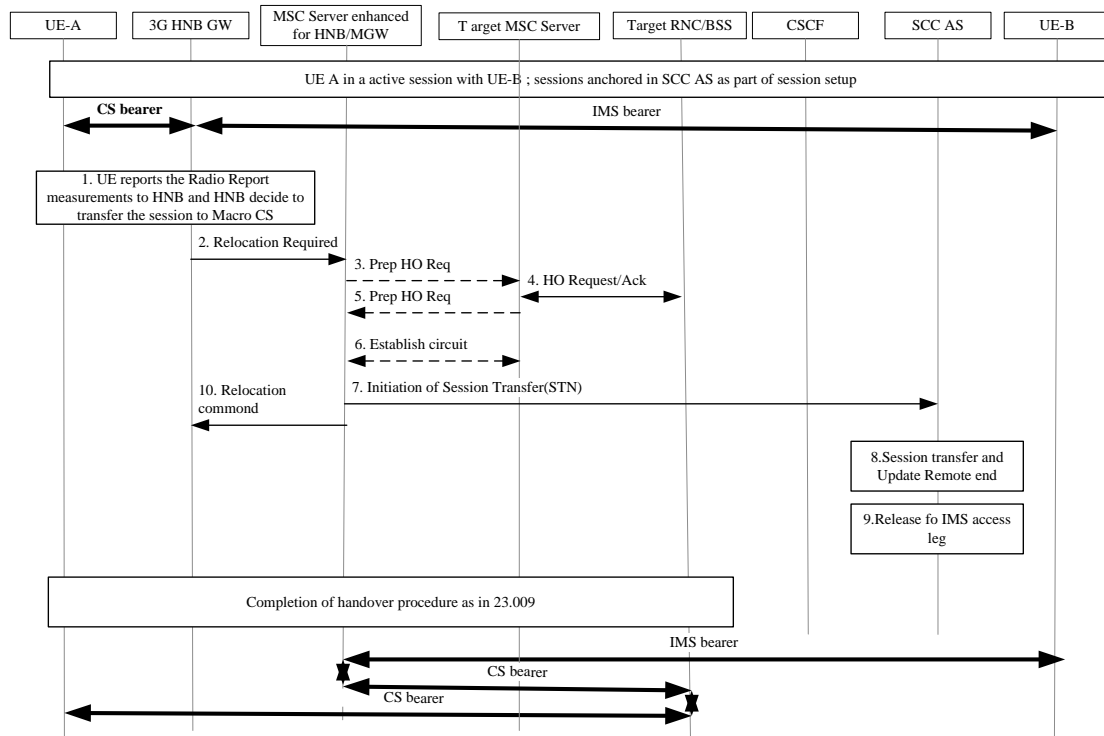 UE-A
3G HNB GW
MSC Server enhanced
for HNB/MGW
T arget MSC Server
Target RNC/BSS
CSCF
SCC AS
UE-B
UE A in a active session with UE-B ; sessions anchored in SCC AS as part of session setup
CS bearer
IMS bearer
1. UE reports the Radio Report
measurements to HNB and HNB decide to
transfer the session to Macro CS
2. Relocation Required
3. Prep HO Req
4. HO Request/Ack
5. Prep HO Req
6. Establish circuit
10. Relocation
commond
7. Initiation of Session Transfer(STN)
8.Session transfer and
Update Remote end
9.Release fo IMS access
leg
Completion of handover procedure as in 23.009
IMS bearer
CS bearer
CS bearer